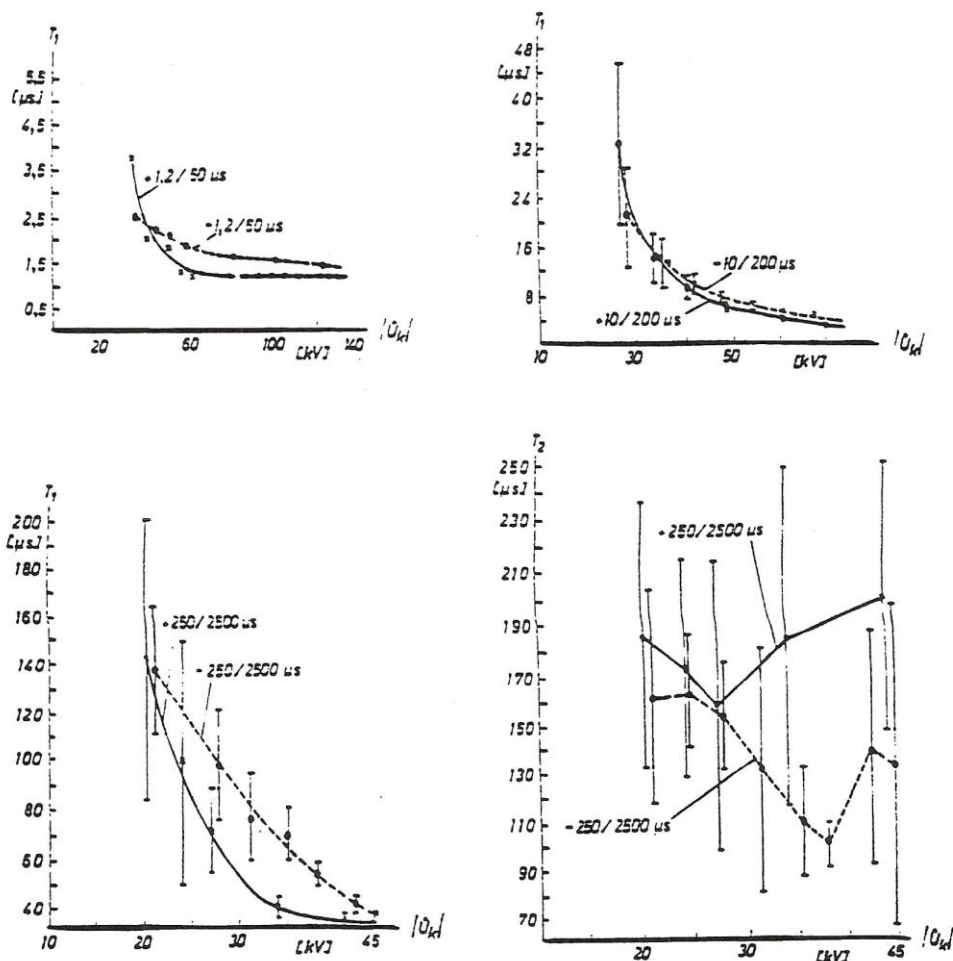 T₁
5,5
[µs]
4,5
3,5
2,5
1,5
0,5
+1,2/50 µs
-1,2/50 µs
20
60
100
140
[kV]
|Ûₖ|
T₁
48
[µs]
40
32
24
16
8
-10/200 µs
+10/200 µs
10
30
50
[kV]
|Ûₖ|
T₁
200
[µs]
180
160
140
120
100
80
60
40
+250/2500 µs
-250/2500 µs
10
20
30
45
[kV]
|Ûₖ|
T₂
250
[µs]
230
210
190
170
150
130
110
90
70
+250/2500 µs
-250/2500 µs
20
30
45
[kV]
|Ûₖ|